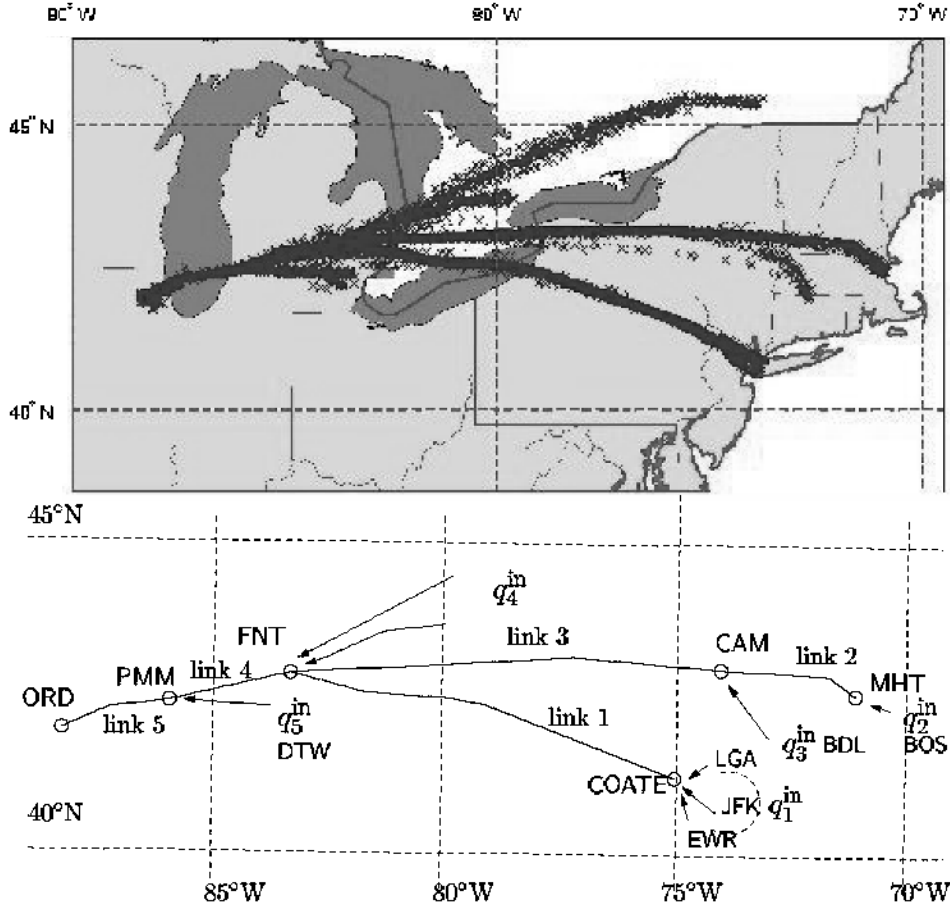 90° W 80° W 70° W
45° N
40° N
45°N
q₄ⁱⁿ
FNT
link 3
CAM
PMM
link 4
link 2
ORD
MHT
link 5
q₅ⁱⁿ
link 1
q₃ⁱⁿ BDL
q₂ⁱⁿ
DTW
BOS
LGA
COATE
JFK q₁ⁱⁿ
40°N
EWR
85°W 80°W 75°W 70°W